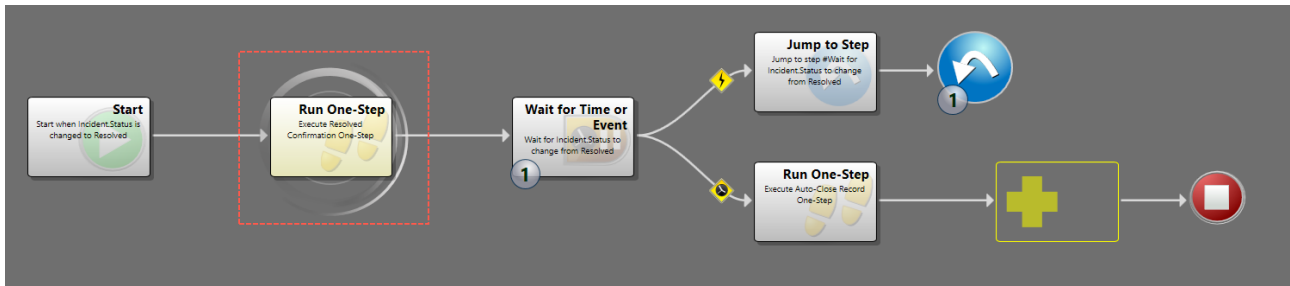 Start
Start when Incident.Status is
changed to Resolved
Run One-Step
Execute Resolved
Confirmation One-Step
Wait for Time or
Event
Wait for Incident.Status to
change from Resolved
1
Jump to Step
Jump to step #Wait for
Incident.Status to change
from Resolved
1
Run One-Step
Execute Auto-Close Record
One-Step